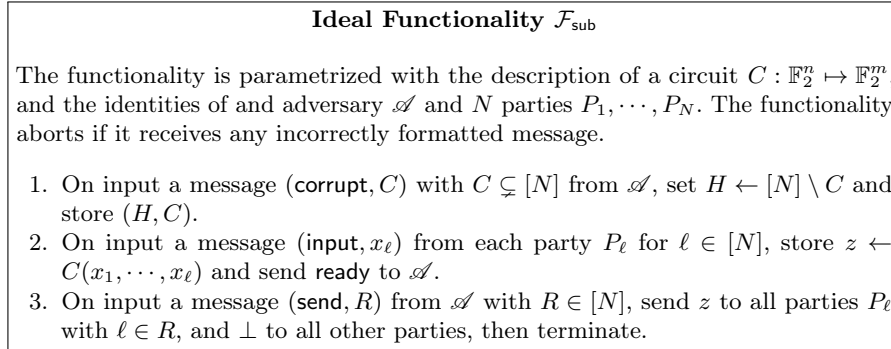 Ideal Functionality ℱ_sub
The functionality is parametrized with the description of a circuit C : 𝔽₂ⁿ ↦ 𝔽₂ᵐ,
and the identities of and adversary 𝒜 and N parties P₁, ⋯ , P_N. The functionality
aborts if it receives any incorrectly formatted message.
1. On input a message (corrupt, C) with C ⊊ [N] from 𝒜, set H ← [N] \ C and
store (H, C).
2. On input a message (input, x_ℓ) from each party P_ℓ for ℓ ∈ [N], store z ←
C(x₁, ⋯ , x_ℓ) and send ready to 𝒜.
3. On input a message (send, R) from 𝒜 with R ∈ [N], send z to all parties P_ℓ
with ℓ ∈ R, and ⊥ to all other parties, then terminate.